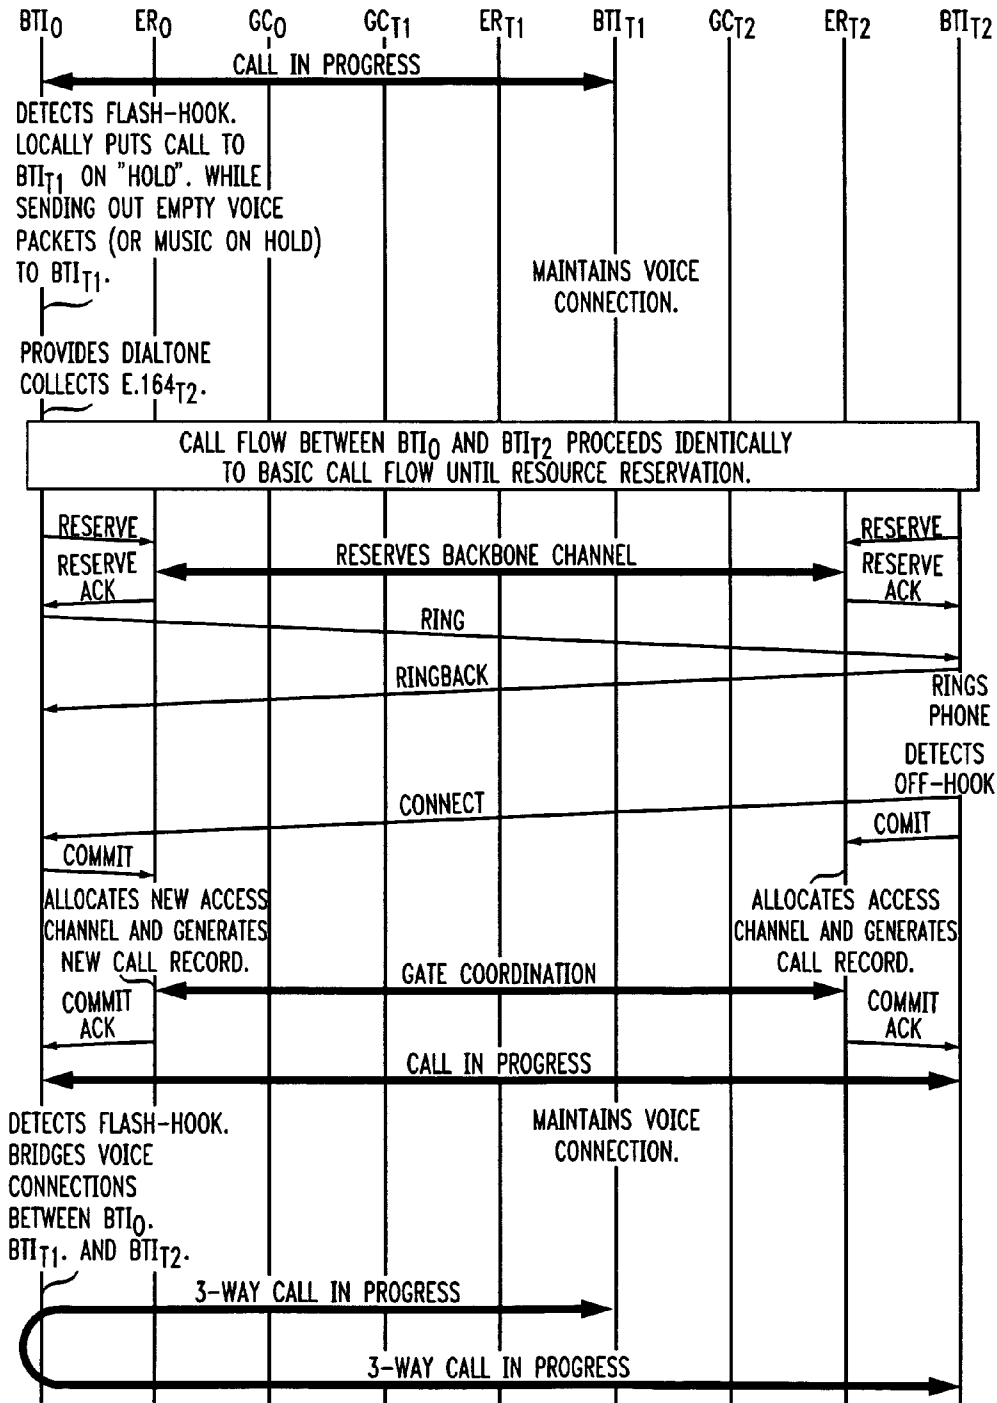 BTI0 ER0 GC0 GCT1 ERT1 BTIT1 GCT2 ERT2 BTIT2
CALL IN PROGRESS
DETECTS FLASH-HOOK.
LOCALLY PUTS CALL TO
BTIT1 ON "HOLD". WHILE
SENDING OUT EMPTY VOICE
PACKETS (OR MUSIC ON HOLD)
TO BTIT1.
MAINTAINS VOICE
CONNECTION.
PROVIDES DIALTONE
COLLECTS E.164T2.
CALL FLOW BETWEEN BTI0 AND BTIT2 PROCEEDS IDENTICALLY
TO BASIC CALL FLOW UNTIL RESOURCE RESERVATION.
RESERVE
RESERVE
RESERVES BACKBONE CHANNEL
RESERVE
ACK
RESERVE
ACK
RING
RINGBACK
RINGS
PHONE
DETECTS
OFF-HOOK
CONNECT
COMIT
COMMIT
ALLOCATES NEW ACCESS
CHANNEL AND GENERATES
NEW CALL RECORD.
ALLOCATES ACCESS
CHANNEL AND GENERATES
CALL RECORD.
GATE COORDINATION
COMMIT
ACK
COMMIT
ACK
CALL IN PROGRESS
DETECTS FLASH-HOOK.
BRIDGES VOICE
CONNECTIONS
BETWEEN BTI0.
BTIT1. AND BTIT2.
MAINTAINS VOICE
CONNECTION.
3-WAY CALL IN PROGRESS
3-WAY CALL IN PROGRESS